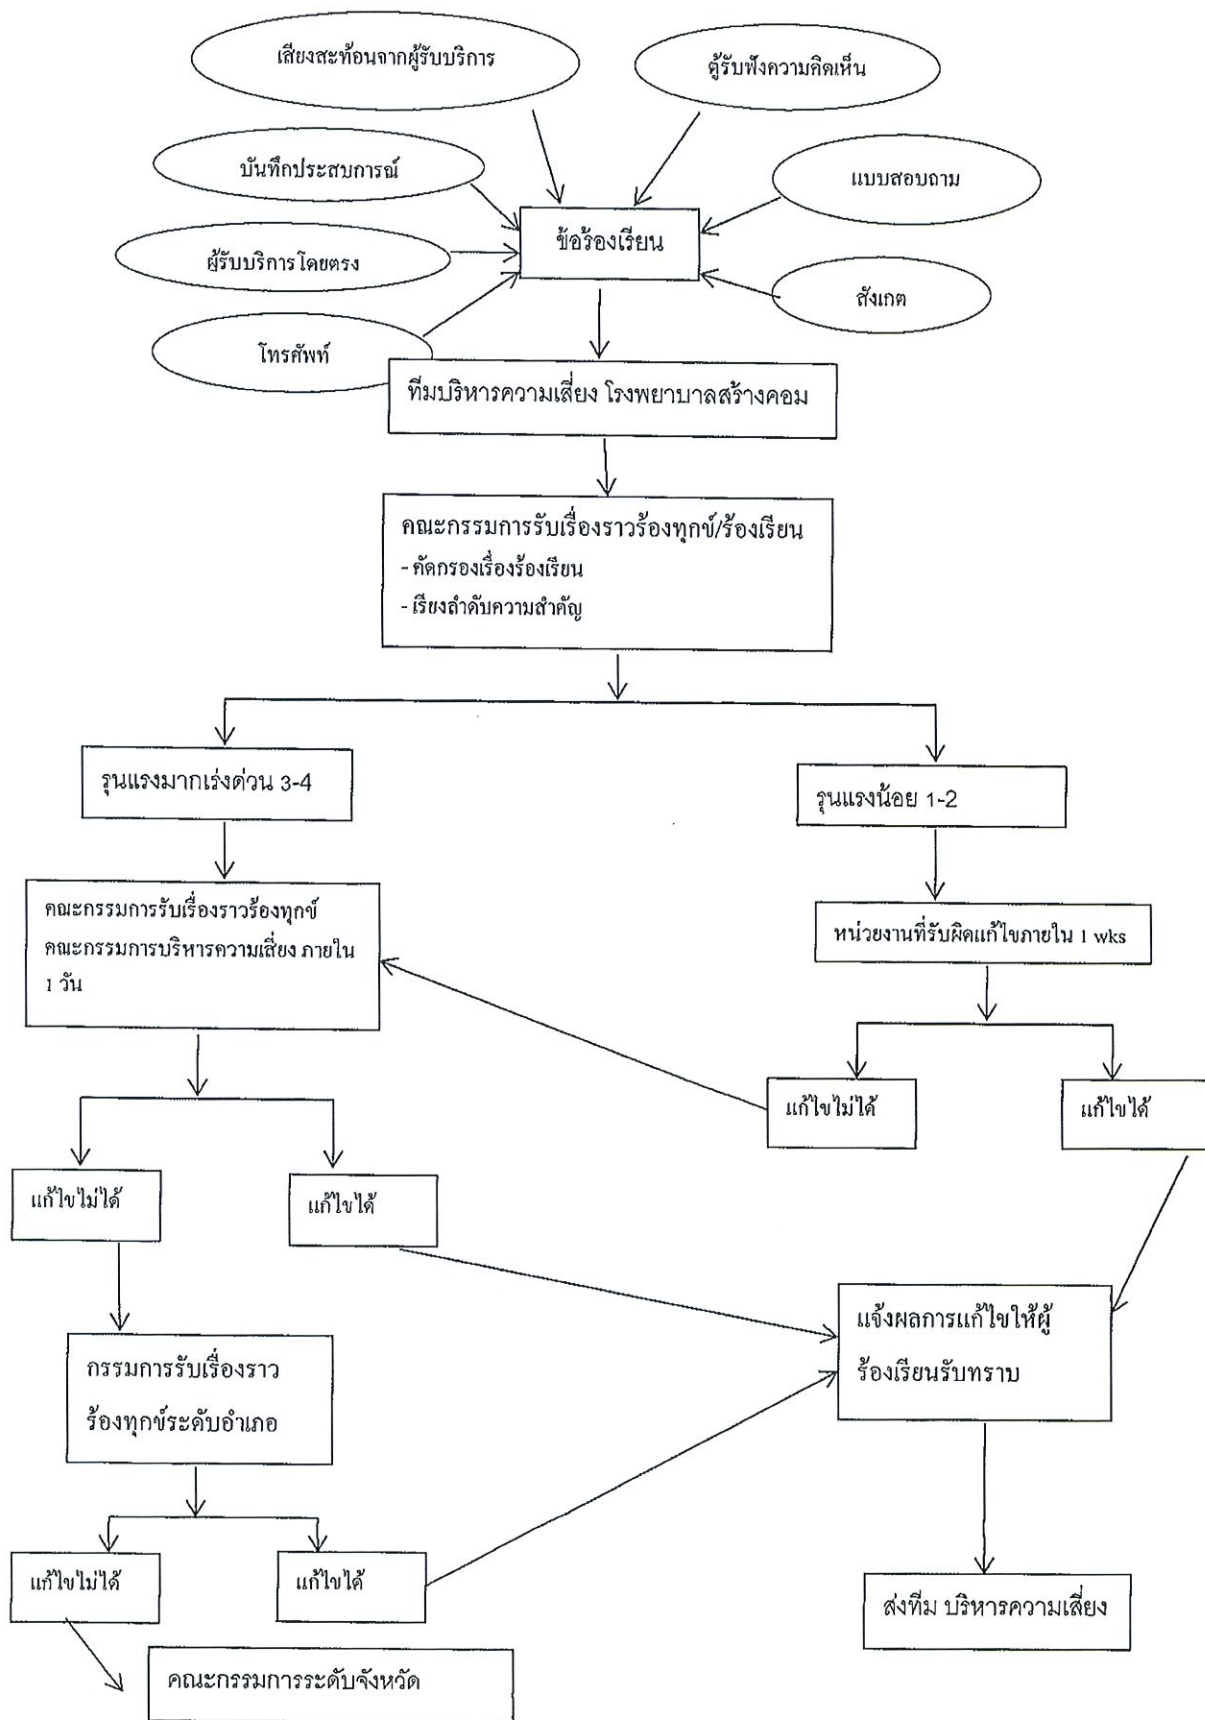 เสียงสะท้อนจากผู้รับบริการ
ตู้รับฟังความคิดเห็น
บันทึกประสบการณ์
แบบสอบถาม
ข้อร้องเรียน
ผู้รับบริการโดยตรง
สังเกต
โทรศัพท์
ทีมบริหารความเสี่ยง โรงพยาบาลสร้างคอม
คณะกรรมการรับเรื่องราวร้องทุกข์/ร้องเรียน
- คัดกรองเรื่องร้องเรียน
- เรียงลำดับความสำคัญ
รุนแรงมากเร่งด่วน 3-4
รุนแรงน้อย 1-2
คณะกรรมการรับเรื่องราวร้องทุกข์
คณะกรรมการบริหารความเสี่ยง ภายใน
1 วัน
หน่วยงานที่รับผิดแก้ไขภายใน 1 wks
แก้ไขไม่ได้
แก้ไขได้
แก้ไขไม่ได้
แก้ไขได้
แจ้งผลการแก้ไขให้ผู้
ร้องเรียนรับทราบ
กรรมการรับเรื่องราว
ร้องทุกข์ระดับอำเภอ
แก้ไขไม่ได้
แก้ไขได้
ส่งทีม บริหารความเสี่ยง
คณะกรรมการระดับจังหวัด